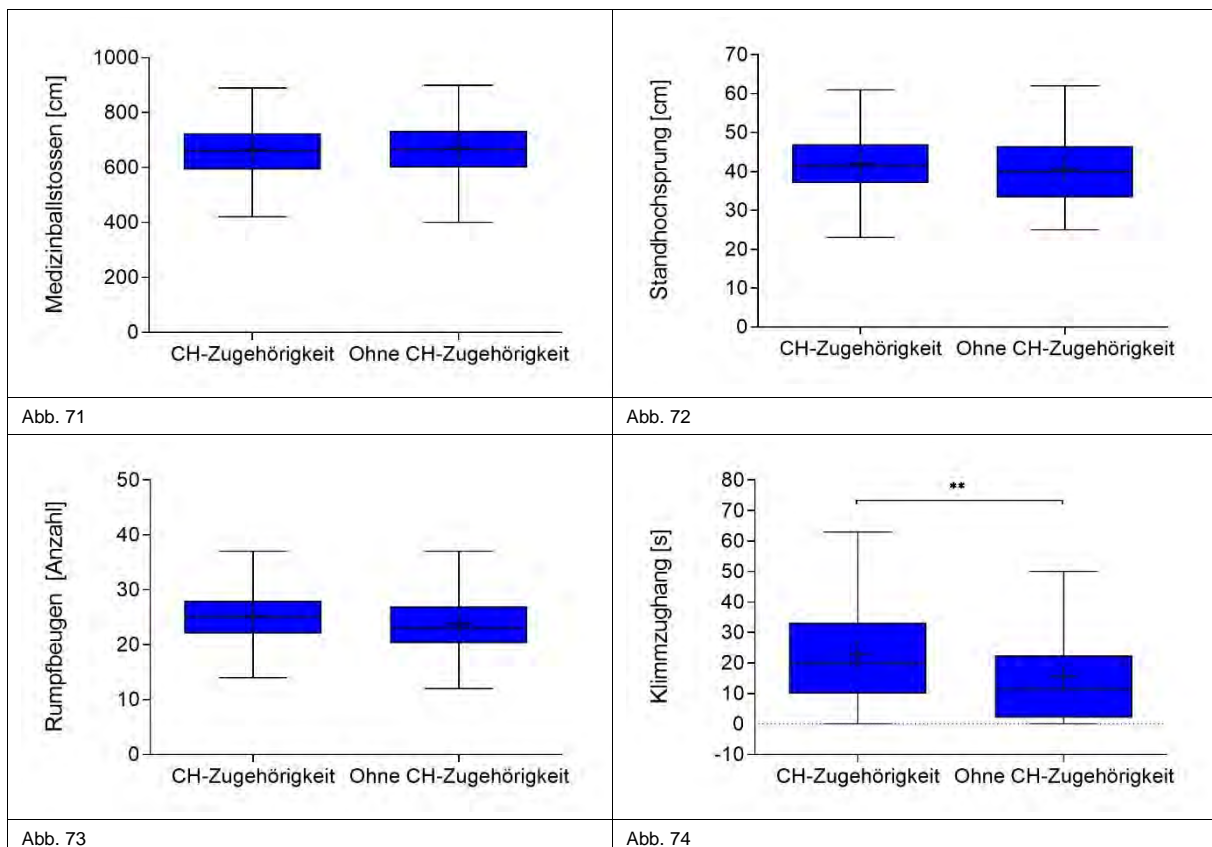 Medizinballstossen [cm]
1000
800
600
400
200
0
CH-Zugehörigkeit Ohne CH-Zugehörigkeit
Abb. 71
Standhochsprung [cm]
70
60
50
40
30
20
10
0
CH-Zugehörigkeit Ohne CH-Zugehörigkeit
Abb. 72
Rumpfbeugen [Anzahl]
50
40
30
20
10
0
CH-Zugehörigkeit Ohne CH-Zugehörigkeit
Abb. 73
Klimmzughang [s]
80
70
60
50
40
30
20
10
0
-10
**
CH-Zugehörigkeit Ohne CH-Zugehörigkeit
Abb. 74